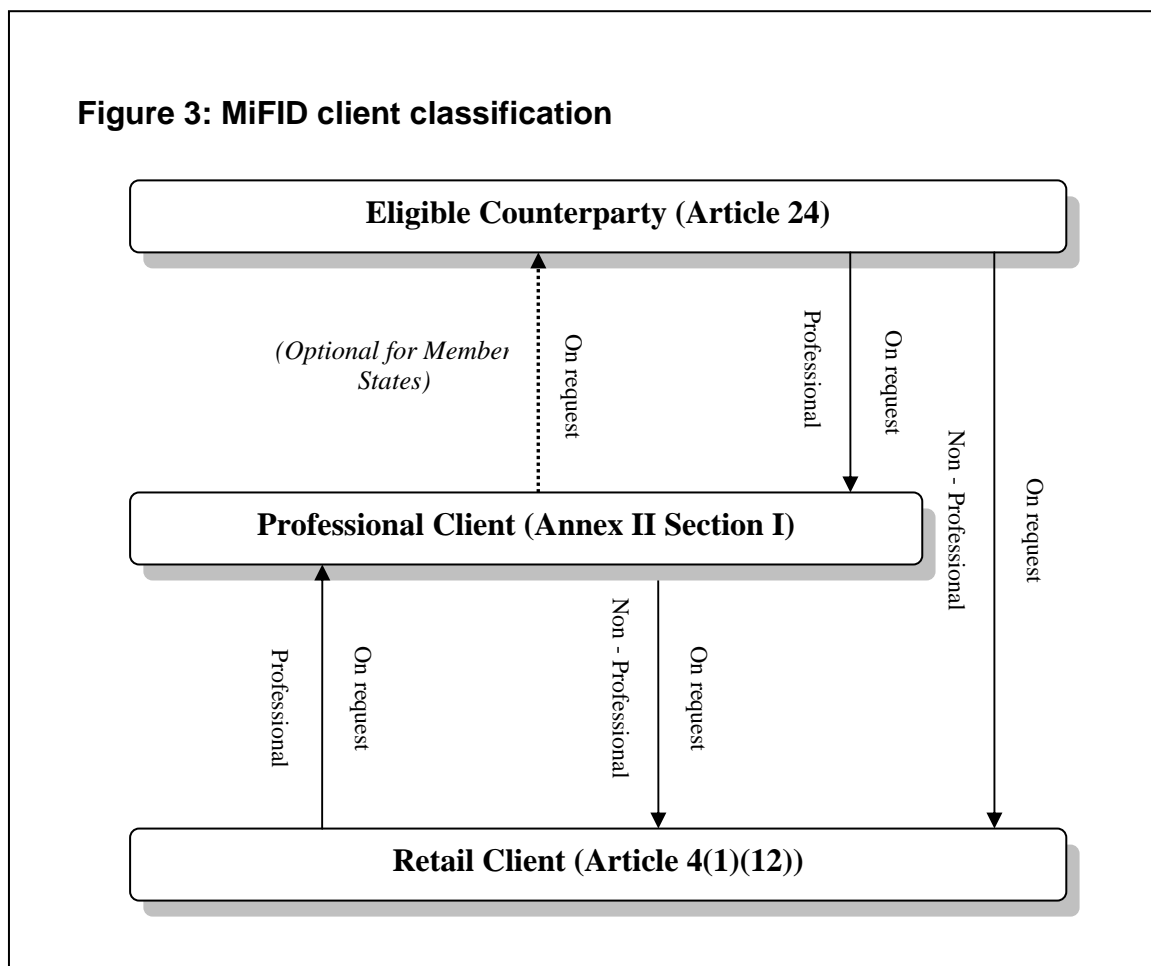 Figure 3: MiFID client classification
Eligible Counterparty (Article 24)
(Optional for Member
States)
On request
Professional
On request
Non - Professional
On request
Professional Client (Annex II Section I)
Professional
On request
Non - Professional
On request
Retail Client (Article 4(1)(12))